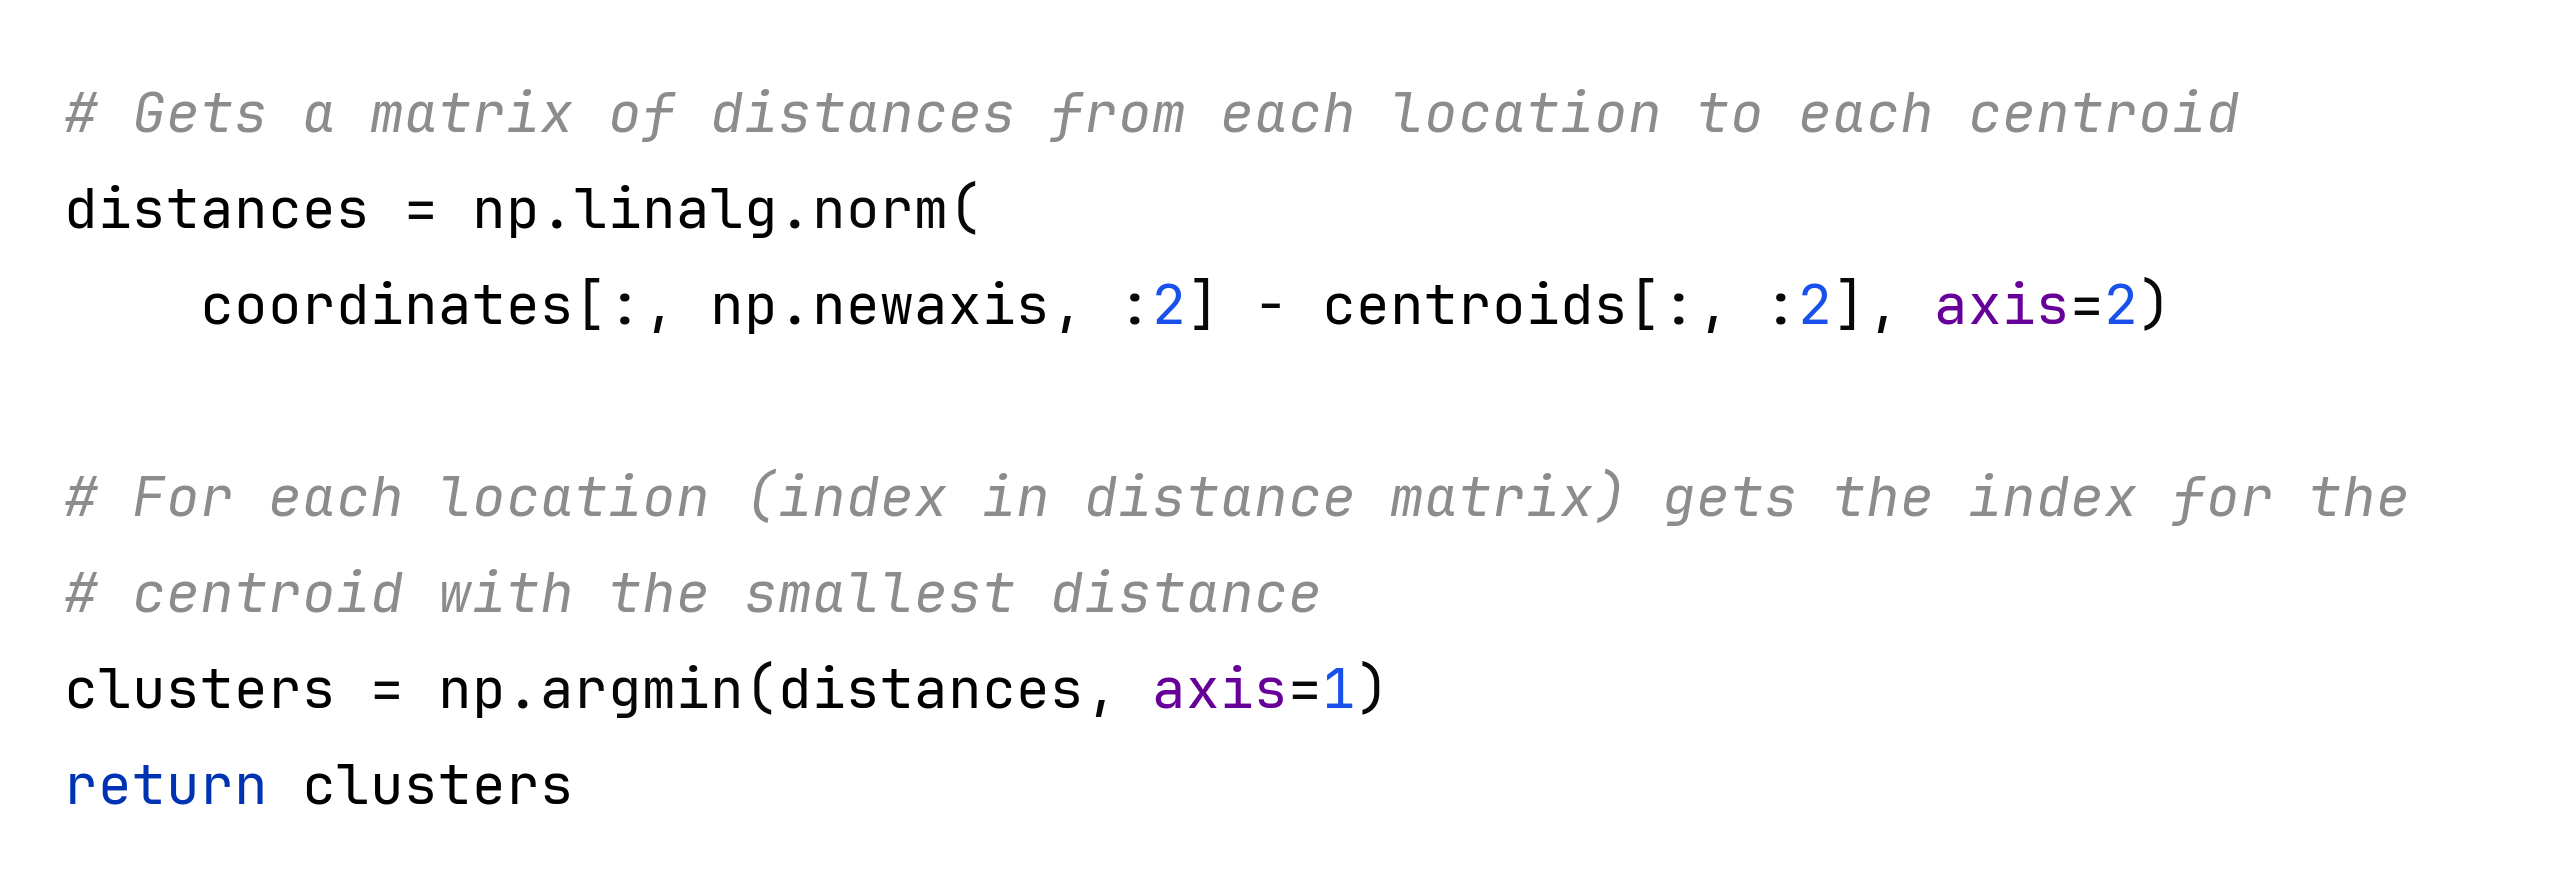 # Gets a matrix of distances from each location to each centroid
distances = np.linalg.norm(
    coordinates[:, np.newaxis, :2] - centroids[:, :2], axis=2)
# For each location (index in distance matrix) gets the index for the
# centroid with the smallest distance
clusters = np.argmin(distances, axis=1)
return clusters